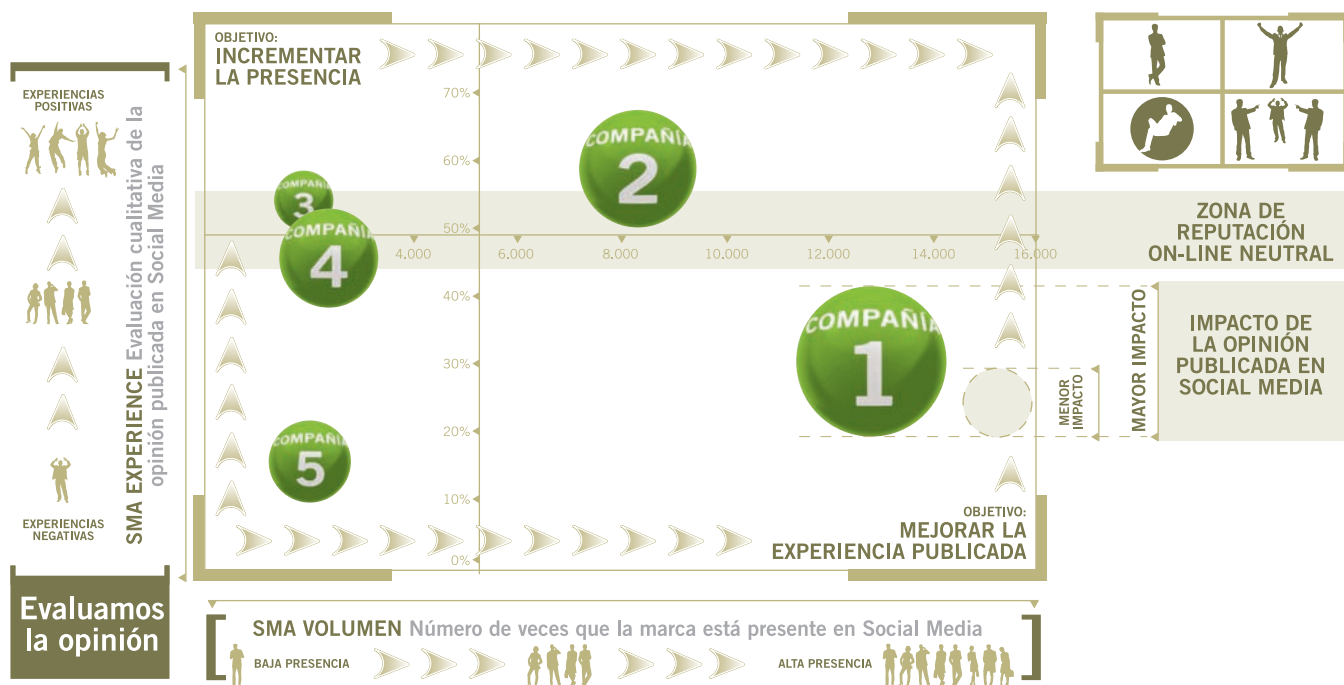 OBJETIVO:
INCREMENTAR
LA PRESENCIA
EXPERIENCIAS
POSITIVAS
SMA EXPERIENCE Evaluación cualitativa de la
opinión publicada en Social Media
EXPERIENCIAS
NEGATIVAS
Evaluamos
la opinión
70%
60%
50%
40%
30%
20%
10%
0%
4.000
6.000
8.000
10.000
12.000
14.000
16.000
COMPAÑÍA
2
COMPAÑÍA
3
COMPAÑÍA
4
COMPAÑÍA
1
COMPAÑÍA
5
ZONA DE
REPUTACIÓN
ON-LINE NEUTRAL
MENOR
IMPACTO
MAYOR IMPACTO
IMPACTO DE
LA OPINIÓN
PUBLICADA EN
SOCIAL MEDIA
OBJETIVO:
MEJORAR LA
EXPERIENCIA PUBLICADA
SMA VOLUMEN Número de veces que la marca está presente en Social Media
BAJA PRESENCIA
ALTA PRESENCIA